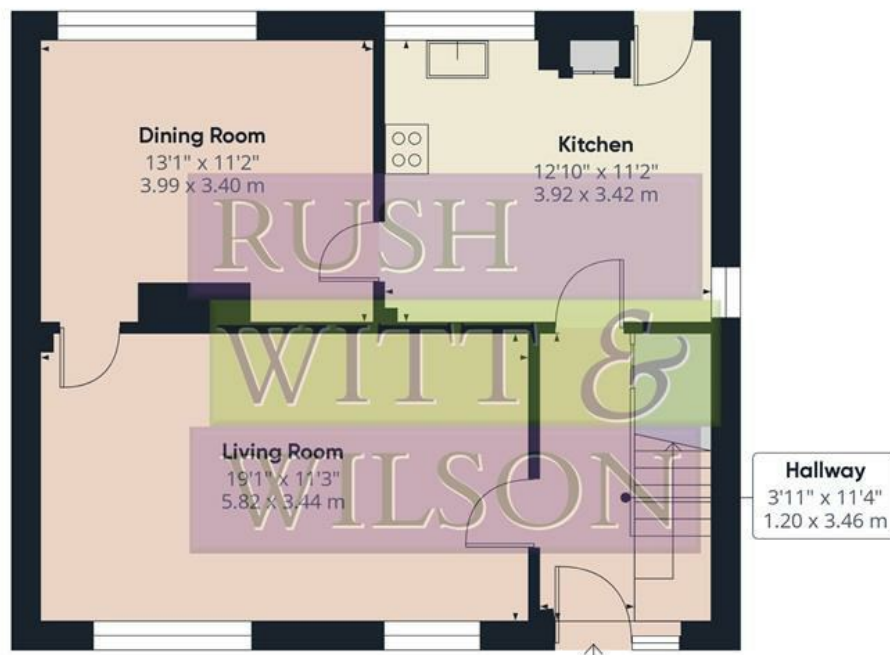 Dining Room
13'1" x 11'2"
3.99 x 3.40 m
Kitchen
12'10" x 11'2"
3.92 x 3.42 m
RUSH
WITT &
WILSON
Living Room
19'1" x 11'3"
5.82 x 3.44 m
Hallway
3'11" x 11'4"
1.20 x 3.46 m